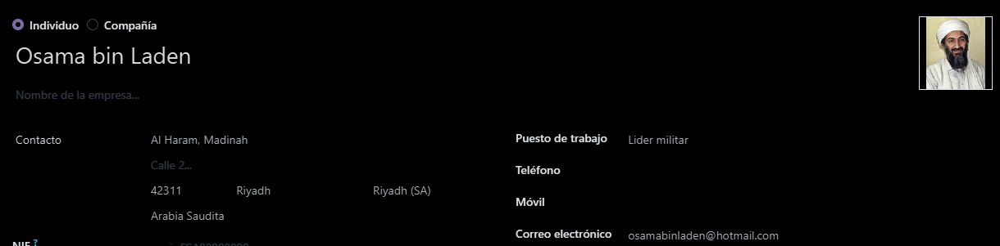 Individuo Compañía
Osama bin Laden
Nombre de la empresa...
Contacto Al Haram, Madinah Puesto de trabajo Lider militar
Calle 2...
Teléfono
42311 Riyadh Riyadh (SA)
Móvil
Arabia Saudita
Correo electrónico osamabinladen@hotmail.com
NIF ?